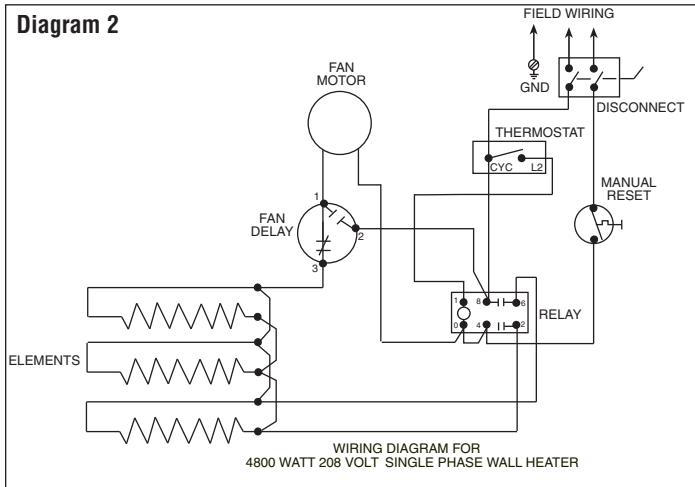 Diagram 2
FIELD WIRING
GND
DISCONNECT
FAN
MOTOR
THERMOSTAT
CYC L2
MANUAL
RESET
FAN
DELAY
1
2
3
1 8 6
0 4 2
RELAY
ELEMENTS
WIRING DIAGRAM FOR
4800 WATT 208 VOLT SINGLE PHASE WALL HEATER